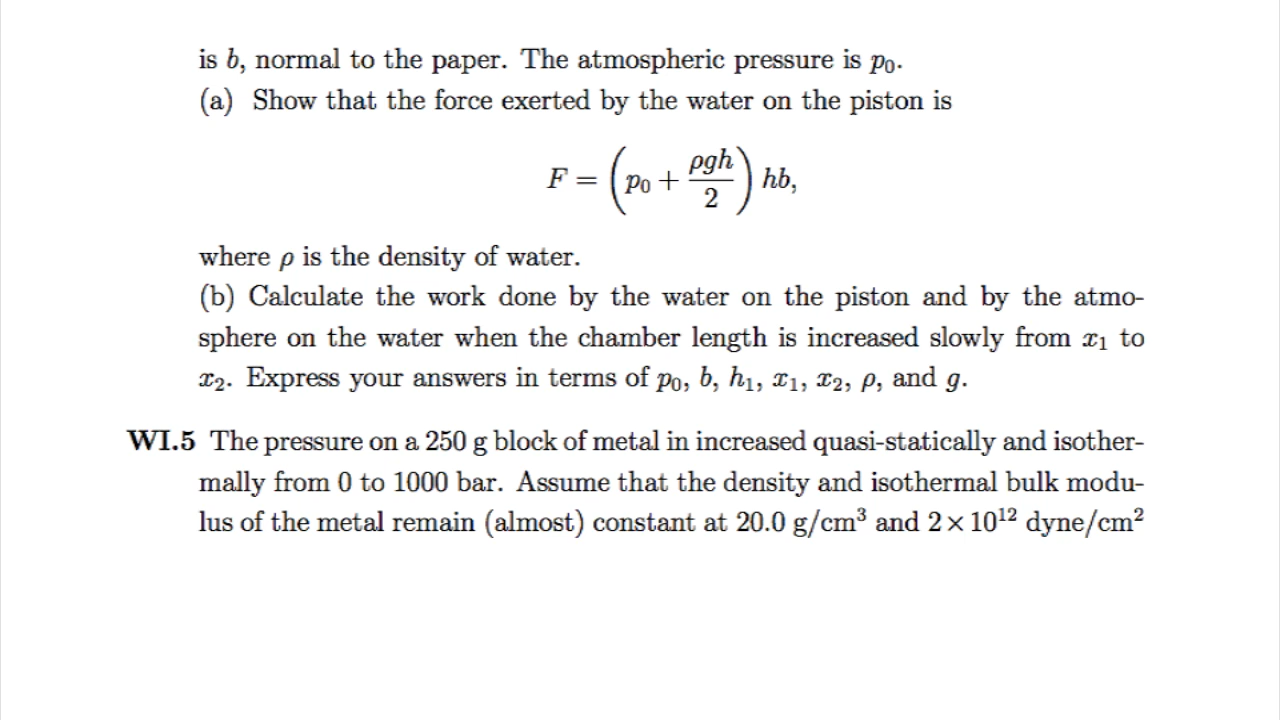 is b, normal to the paper. The atmospheric pressure is p₀.
(a) Show that the force exerted by the water on the piston is
F = (p₀ + ρgh/2) hb,
where ρ is the density of water.
(b) Calculate the work done by the water on the piston and by the atmo-
sphere on the water when the chamber length is increased slowly from x₁ to
x₂. Express your answers in terms of p₀, b, h₁, x₁, x₂, ρ, and g.
WI.5 The pressure on a 250 g block of metal in increased quasi-statically and isother-
mally from 0 to 1000 bar. Assume that the density and isothermal bulk modu-
lus of the metal remain (almost) constant at 20.0 g/cm³ and 2 × 10¹² dyne/cm²